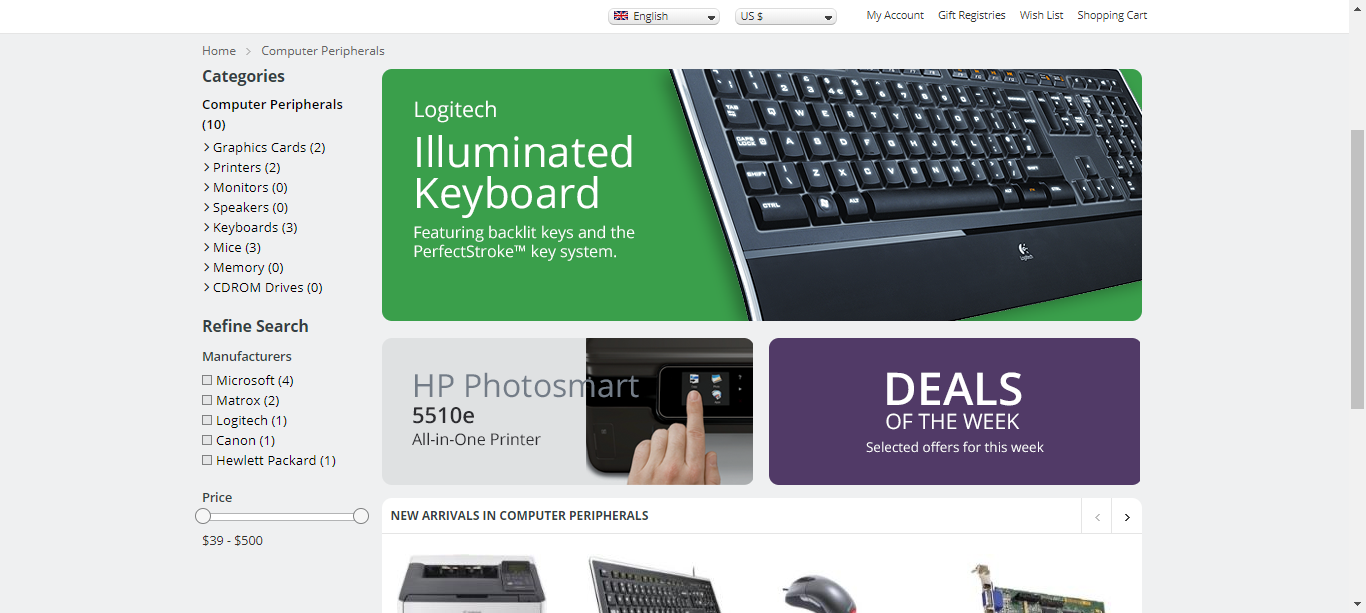 English
US $
My Account
Gift Registries
Wish List
Shopping Cart
Home > Computer Peripherals
Categories
Computer Peripherals
(10)
Graphics Cards (2)
Printers (2)
Monitors (0)
Speakers (0)
Keyboards (3)
Mice (3)
Memory (0)
CDROM Drives (0)
Refine Search
Manufacturers
Microsoft (4)
Matrox (2)
Logitech (1)
Canon (1)
Hewlett Packard (1)
Price
$39 - $500
Logitech
Illuminated
Keyboard
Featuring backlit keys and the
PerfectStroke™ key system.
HP Photosmart
5510e
All-in-One Printer
DEALS
OF THE WEEK
Selected offers for this week
NEW ARRIVALS IN COMPUTER PERIPHERALS